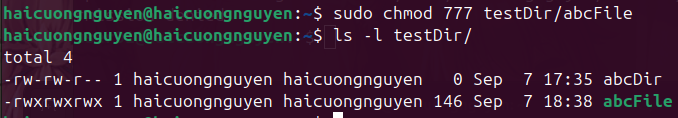 haicuongnguyen@haicuongnguyen:~$ sudo chmod 777 testDir/abcFile
haicuongnguyen@haicuongnguyen:~$ ls -l testDir/
total 4
-rw-rw-r-- 1 haicuongnguyen haicuongnguyen   0 Sep  7 17:35 abcDir
-rwxrwxrwx 1 haicuongnguyen haicuongnguyen 146 Sep  7 18:38 abcFile
haicuongnguyen@haicuongnguyen:~$